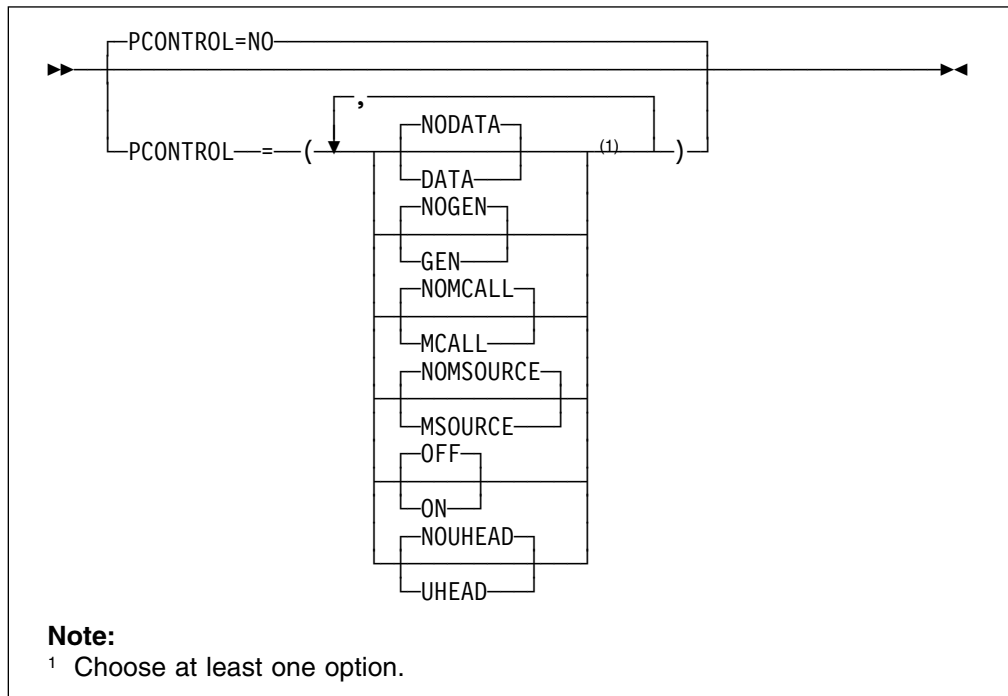 PCONTROL=NO
,
NODATA
PCONTROL = ( (1) )
DATA
NOGEN
GEN
NOMCALL
MCALL
NOMSOURCE
MSOURCE
OFF
ON
NOUHEAD
UHEAD
Note:
1 Choose at least one option.